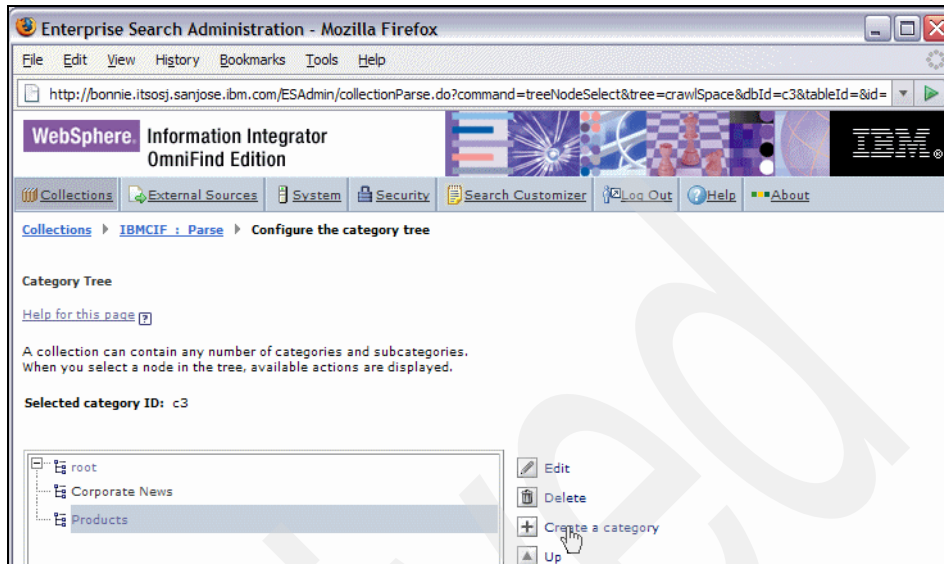 Enterprise Search Administration - Mozilla Firefox
File Edit View History Bookmarks Tools Help
http://bonnie.itsosj.sanjose.ibm.com/ESAdmin/collectionParse.do?command=treeNodeSelect&tree=crawlSpace&dbId=c3&tableId=&id=
WebSphere. Information Integrator
OmniFind Edition
IBM®
Collections External Sources System Security Search Customizer Log Out Help About
Collections IBMCIF : Parse Configure the category tree
Category Tree
Help for this page ?
A collection can contain any number of categories and subcategories.
When you select a node in the tree, available actions are displayed.
Selected category ID: c3
root
Corporate News
Products
Edit
Delete
Create a category
Up